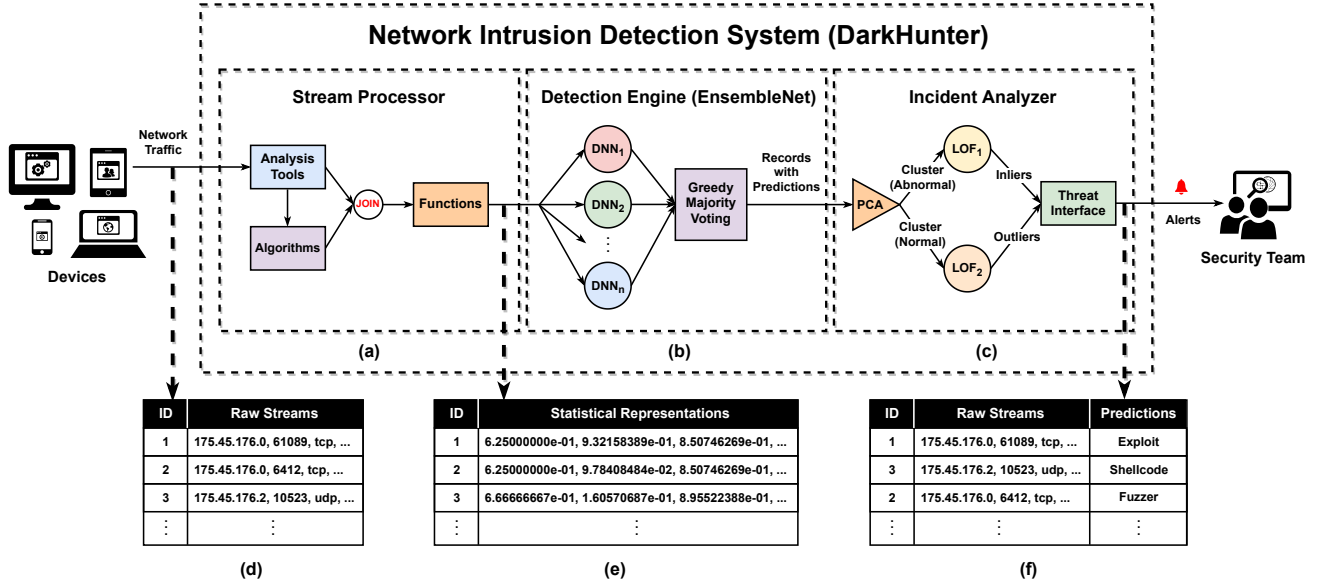 Network Intrusion Detection System (DarkHunter)
Stream Processor
Detection Engine (EnsembleNet)
Incident Analyzer
Devices
Network
Traffic
Analysis
Tools
Algorithms
JOIN
Functions
(a)
DNN1
DNN2
⋮
DNNn
Greedy
Majority
Voting
Records
with
Predictions
(b)
PCA
Cluster
(Abnormal)
Cluster
(Normal)
LOF1
LOF2
Inliers
Outliers
Threat
Interface
(c)
Alerts
Security Team
ID Raw Streams
1 175.45.176.0, 61089, tcp, ...
2 175.45.176.0, 6412, tcp, ...
3 175.45.176.2, 10523, udp, ...
⋮ ⋮
(d)
ID Statistical Representations
1 6.25000000e-01, 9.32158389e-01, 8.50746269e-01, ...
2 6.25000000e-01, 9.78408484e-02, 8.50746269e-01, ...
3 6.66666667e-01, 1.60570687e-01, 8.95522388e-01, ...
⋮ ⋮
(e)
ID Raw Streams Predictions
1 175.45.176.0, 61089, tcp, ... Exploit
3 175.45.176.2, 10523, udp, ... Shellcode
2 175.45.176.0, 6412, tcp, ... Fuzzer
⋮ ⋮ ⋮
(f)